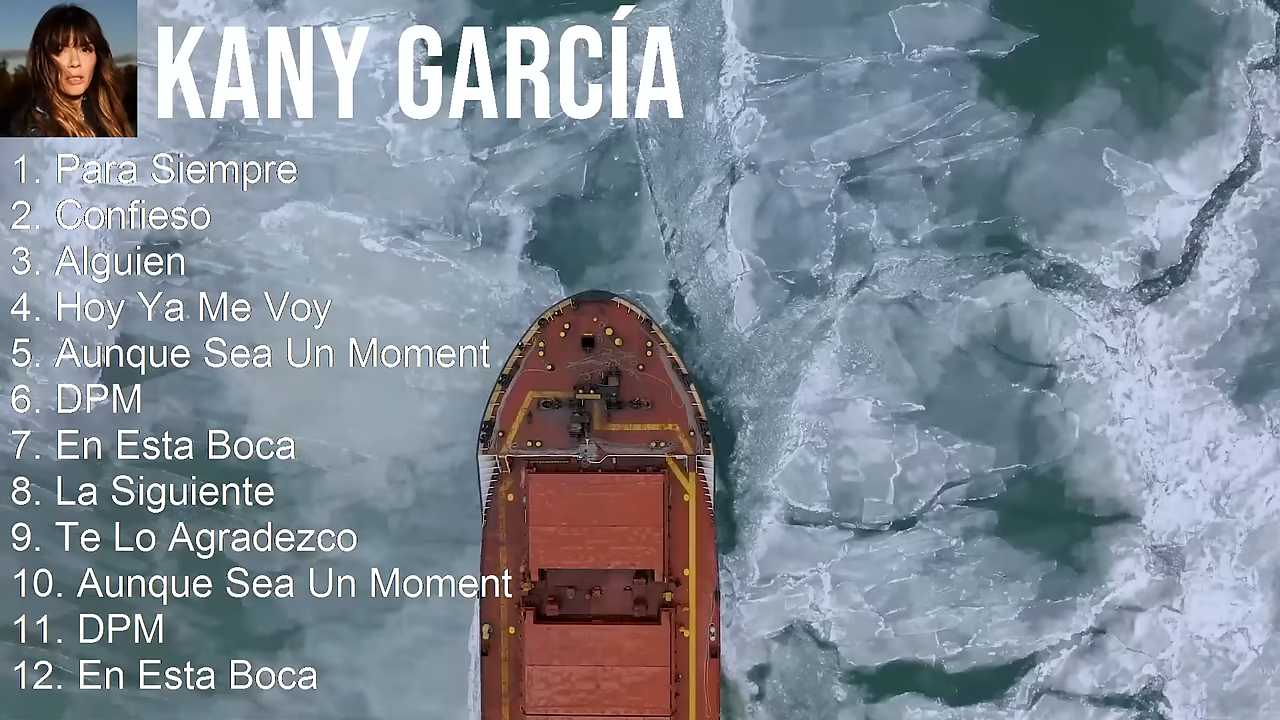 KANY GARCÍA
1. Para Siempre
2. Confieso
3. Alguien
4. Hoy Ya Me Voy
5. Aunque Sea Un Moment
6. DPM
7. En Esta Boca
8. La Siguiente
9. Te Lo Agradezco
10. Aunque Sea Un Moment
11. DPM
12. En Esta Boca